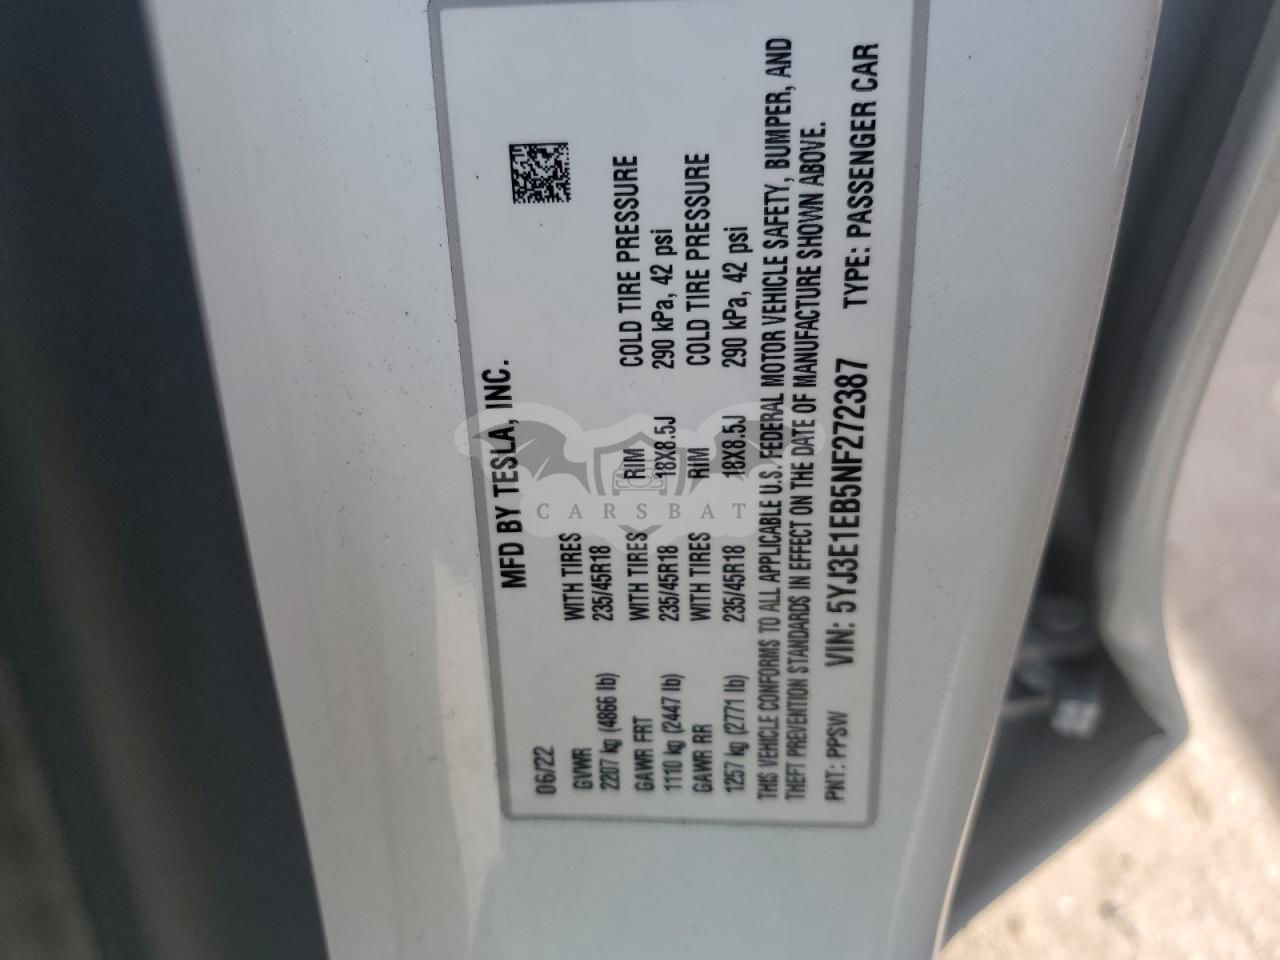 MFD BY TESLA, INC.
06/22
GVWR WITH TIRES
2207 kg (4866 lb) 235/45R18
GAWR FRT WITH TIRES RIM COLD TIRE PRESSURE
1110 kg (2447 lb) 235/45R18 18X8.5J 290 kPa, 42 psi
GAWR RR WITH TIRES RIM COLD TIRE PRESSURE
1257 kg (2771 lb) 235/45R18 18X8.5J 290 kPa, 42 psi
THIS VEHICLE CONFORMS TO ALL APPLICABLE U.S. FEDERAL MOTOR VEHICLE SAFETY, BUMPER, AND
THEFT PREVENTION STANDARDS IN EFFECT ON THE DATE OF MANUFACTURE SHOWN ABOVE.
PNT: PPSW VIN: 5YJ3E1EB5NF272387 TYPE: PASSENGER CAR
CARSBAT